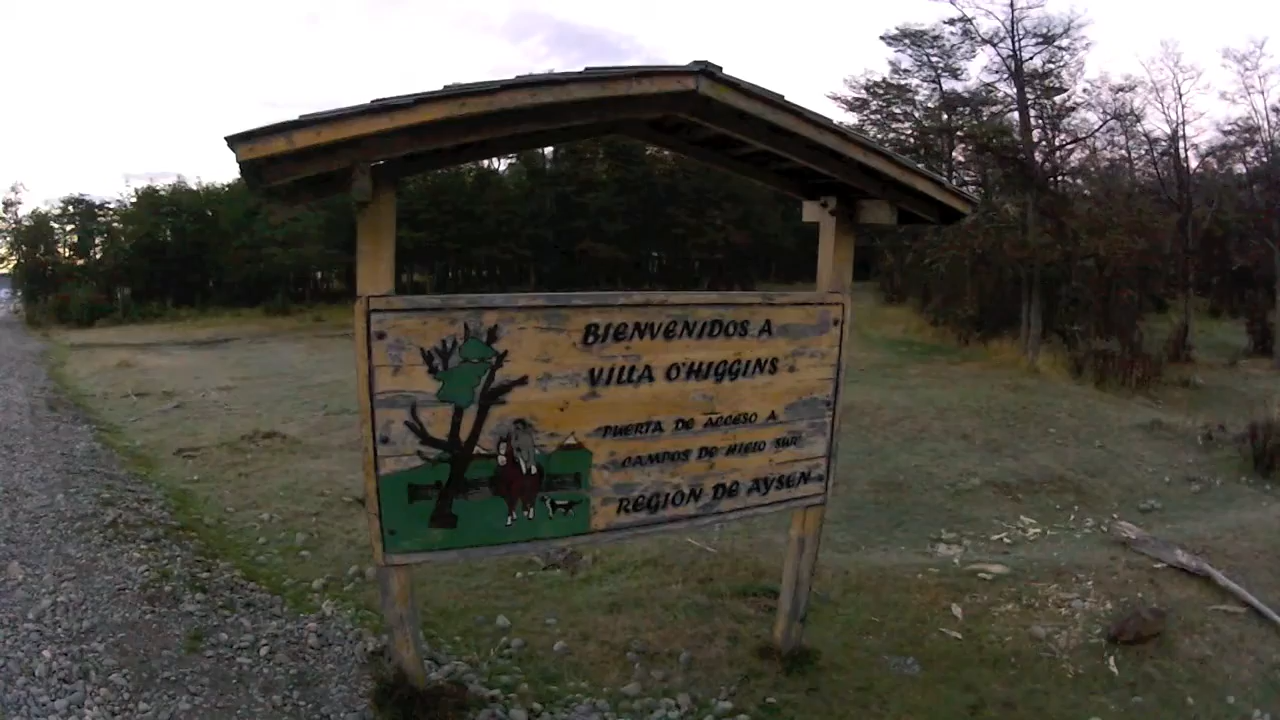 BIENVENIDOS A
VILLA O'HIGGINS
PUERTA DE ACCESO A
CAMPOS DE HIELO SUR
REGION DE AYSEN